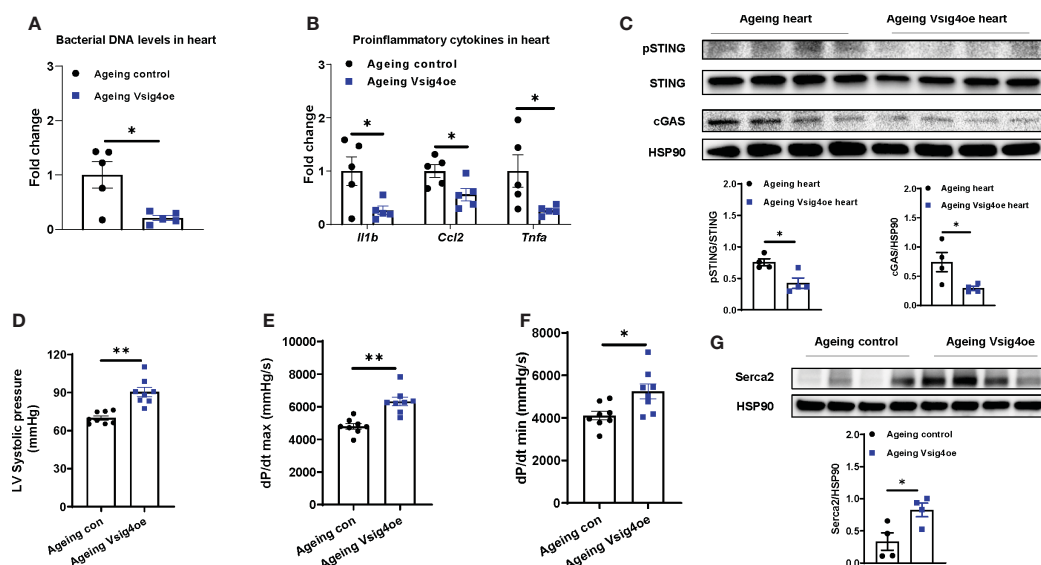 A
Bacterial DNA levels in heart
Ageing control
Ageing Vsig4oe
Fold change
3
2
1
0
*
B
Proinflammatory cytokines in heart
Ageing control
Ageing Vsig4oe
Fold change
3
2
1
0
*
*
*
Il1b
Ccl2
Tnfa
C
Ageing heart
Ageing Vsig4oe heart
pSTING
STING
cGAS
HSP90
Ageing heart
Ageing Vsig4oe heart
pSTING/STING
2.0
1.5
1.0
0.5
0.0
*
Ageing heart
Ageing Vsig4oe heart
cGAS/HSP90
2.0
1.5
1.0
0.5
0.0
*
D
LV Systolic pressure
(mmHg)
120
90
60
30
0
**
Ageing con
Ageing Vsig4oe
E
dP/dt max (mmHg/s)
10000
8000
6000
4000
2000
0
**
Ageing con
Ageing Vsig4oe
F
dP/dt min (mmHg/s)
8000
6000
4000
2000
0
*
Ageing con
Ageing Vsig4oe
G
Ageing control
Ageing Vsig4oe
Serca2
HSP90
Ageing control
Ageing Vsig4oe
Serca2/HSP90
2.0
1.5
1.0
0.5
0.0
*